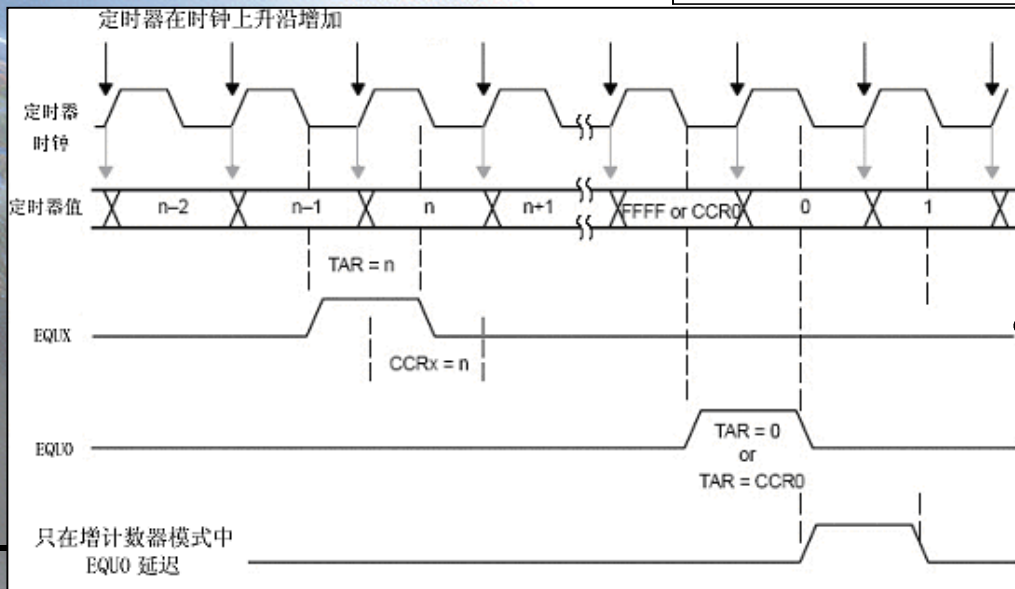 定时器在时钟上升沿增加
定时器
时钟
定时器值
n–2
n–1
n
n+1
FFFF or CCR0
0
1
TAR = n
EQUX
CCRx = n
EQU0
TAR = 0
or
TAR = CCR0
只在增计数器模式中
EQU0 延迟